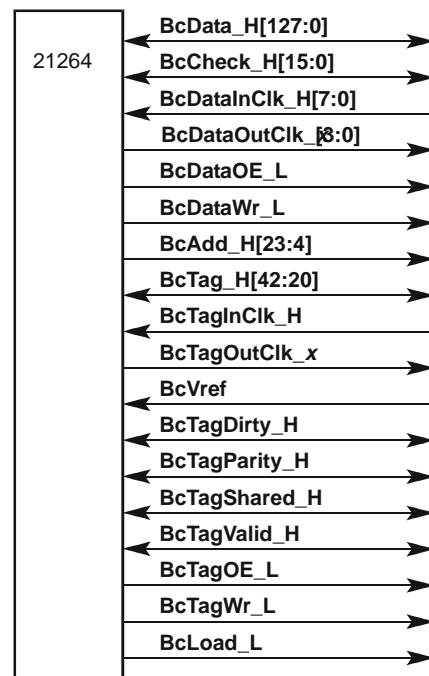 BcData_H[127:0]
21264
BcCheck_H[15:0]
BcDataInClk_H[7:0]
BcDataOutClk_x[3:0]
BcDataOE_L
BcDataWr_L
BcAdd_H[23:4]
BcTag_H[42:20]
BcTagInClk_H
BcTagOutClk_x
BcVref
BcTagDirty_H
BcTagParity_H
BcTagShared_H
BcTagValid_H
BcTagOE_L
BcTagWr_L
BcLoad_L